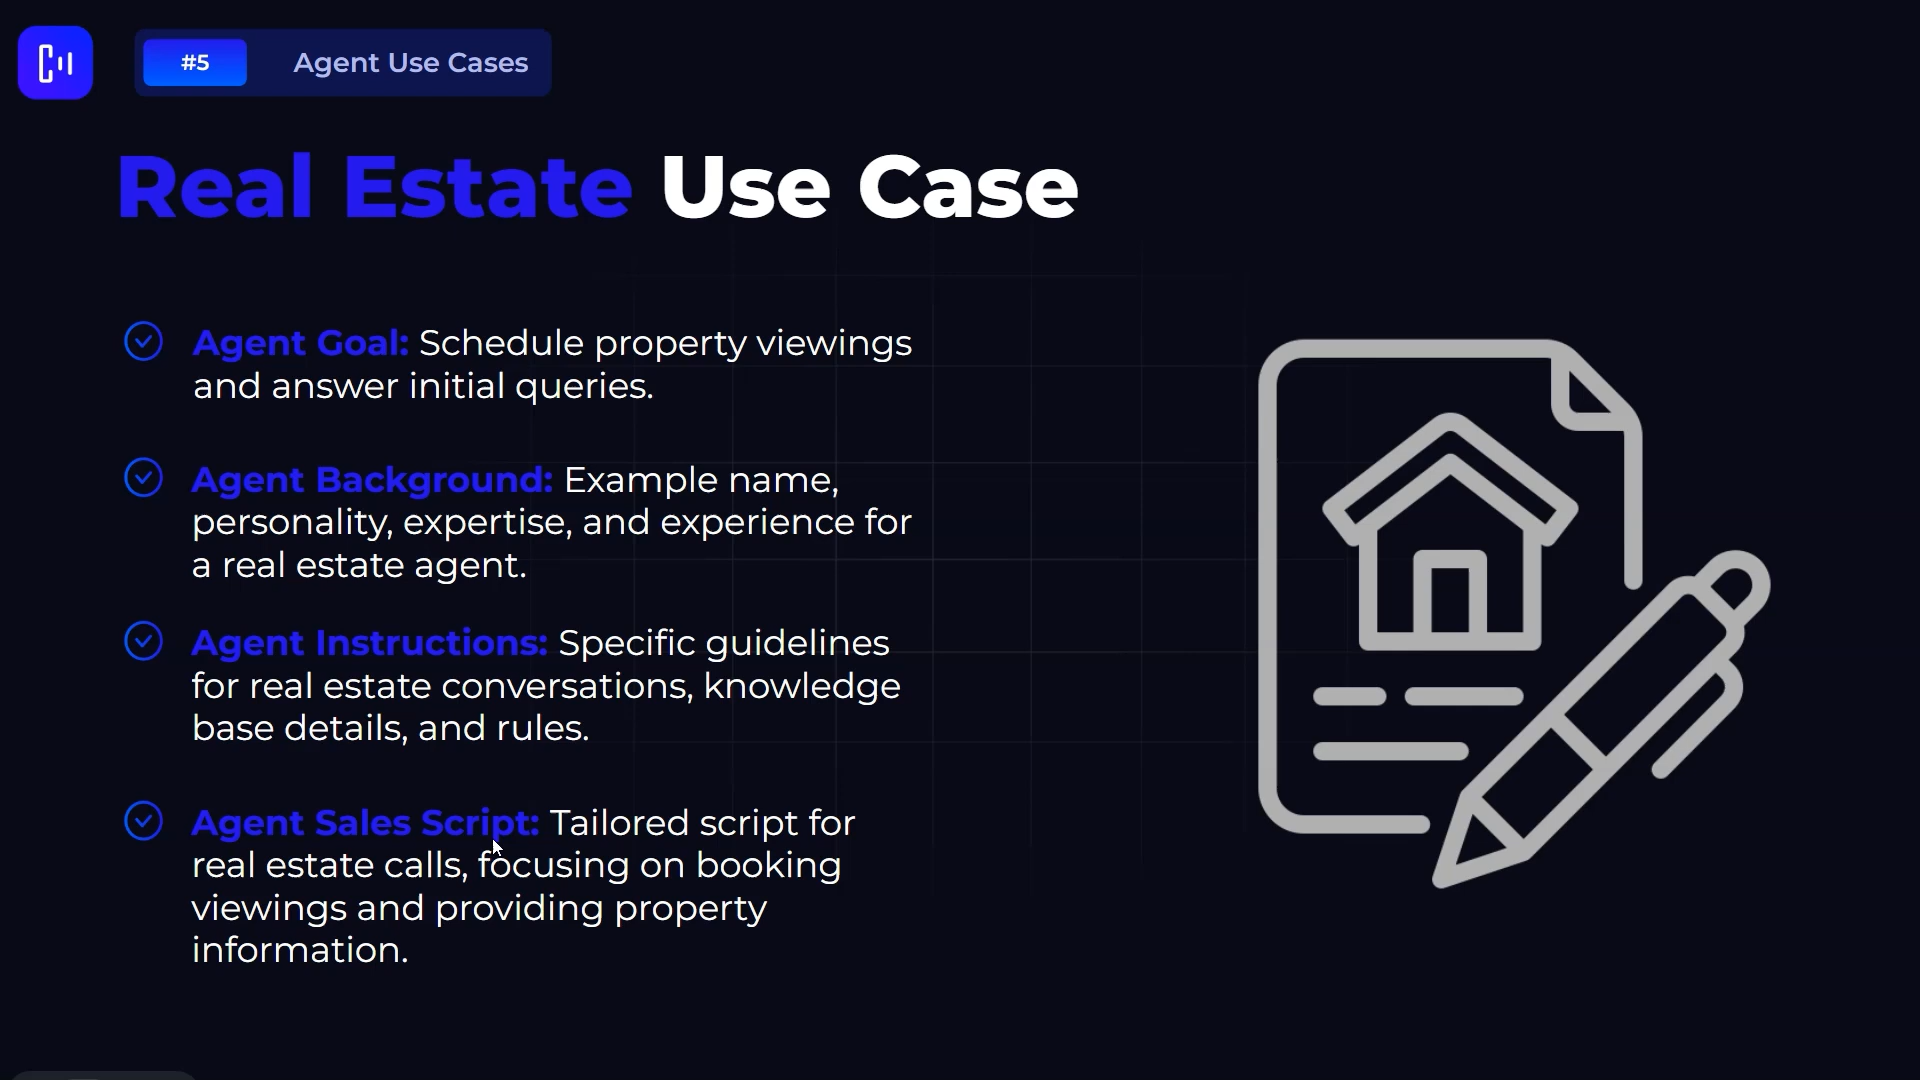 #5 Agent Use Cases
Real Estate Use Case
Agent Goal: Schedule property viewings
and answer initial queries.
Agent Background: Example name,
personality, expertise, and experience for
a real estate agent.
Agent Instructions: Specific guidelines
for real estate conversations, knowledge
base details, and rules.
Agent Sales Script: Tailored script for
real estate calls, focusing on booking
viewings and providing property
information.